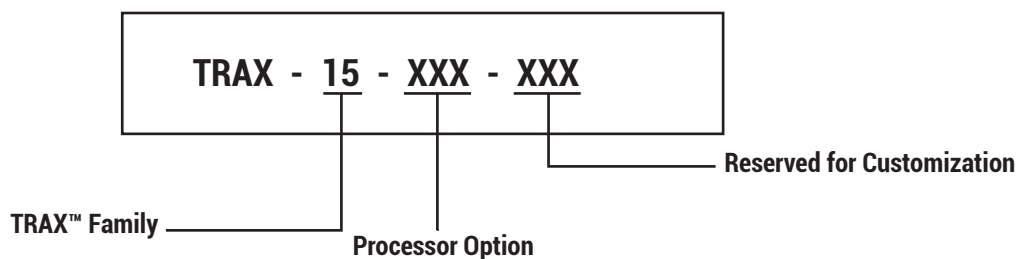 TRAX - 15 - XXX - XXX
Reserved for Customization
TRAX™ Family
Processor Option